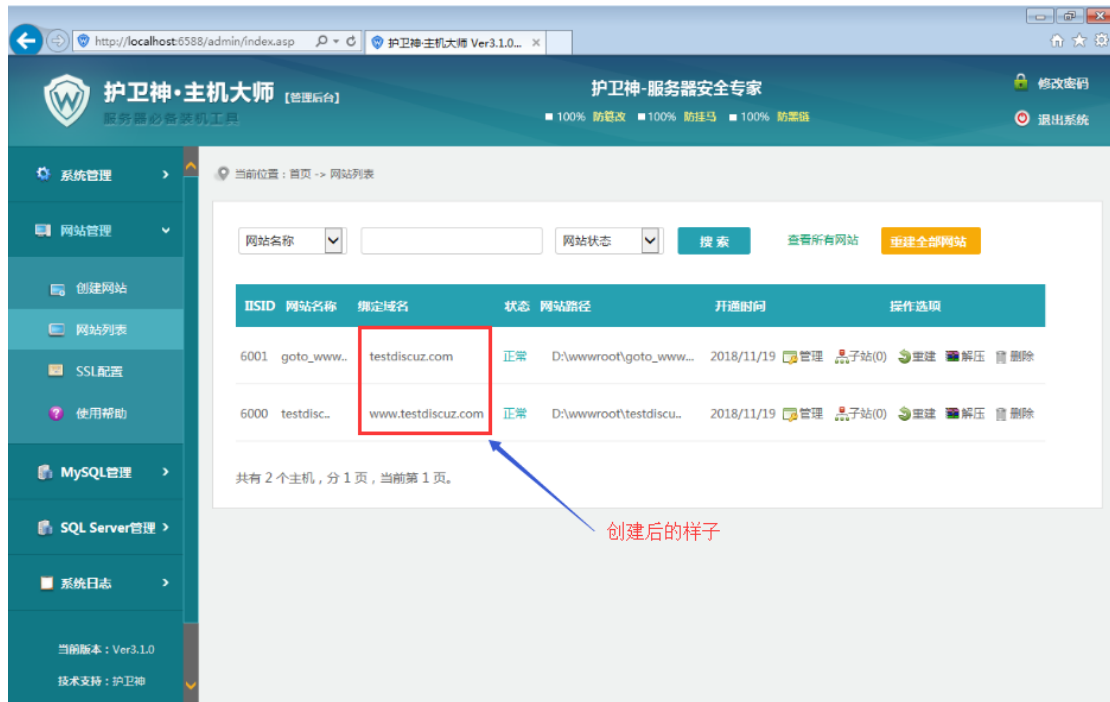 http://localhost:6588/admin/index.asp
护卫神·主机大师 Ver3.1.0...
护卫神·主机大师 [管理后台]
服务器必备装机工具
护卫神-服务器安全专家
100% 防篡改 100% 防挂马 100% 防黑链
修改密码
退出系统
系统管理
网站管理
创建网站
网站列表
SSL配置
使用帮助
MySQL管理
SQL Server管理
系统日志
当前版本：Ver3.1.0
技术支持：护卫神
当前位置：首页 -> 网站列表
网站名称 网站状态 搜 索 查看所有网站 重建全部网站
IISID 网站名称 绑定域名 状态 网站路径 开通时间 操作选项
6001 goto_www.. testdiscuz.com 正常 D:\wwwroot\goto_www... 2018/11/19 管理 子站(0) 重建 解压 删除
6000 testdisc.. www.testdiscuz.com 正常 D:\wwwroot\testdiscu.. 2018/11/19 管理 子站(0) 重建 解压 删除
共有 2 个主机，分 1 页，当前第 1 页。
创建后的样子